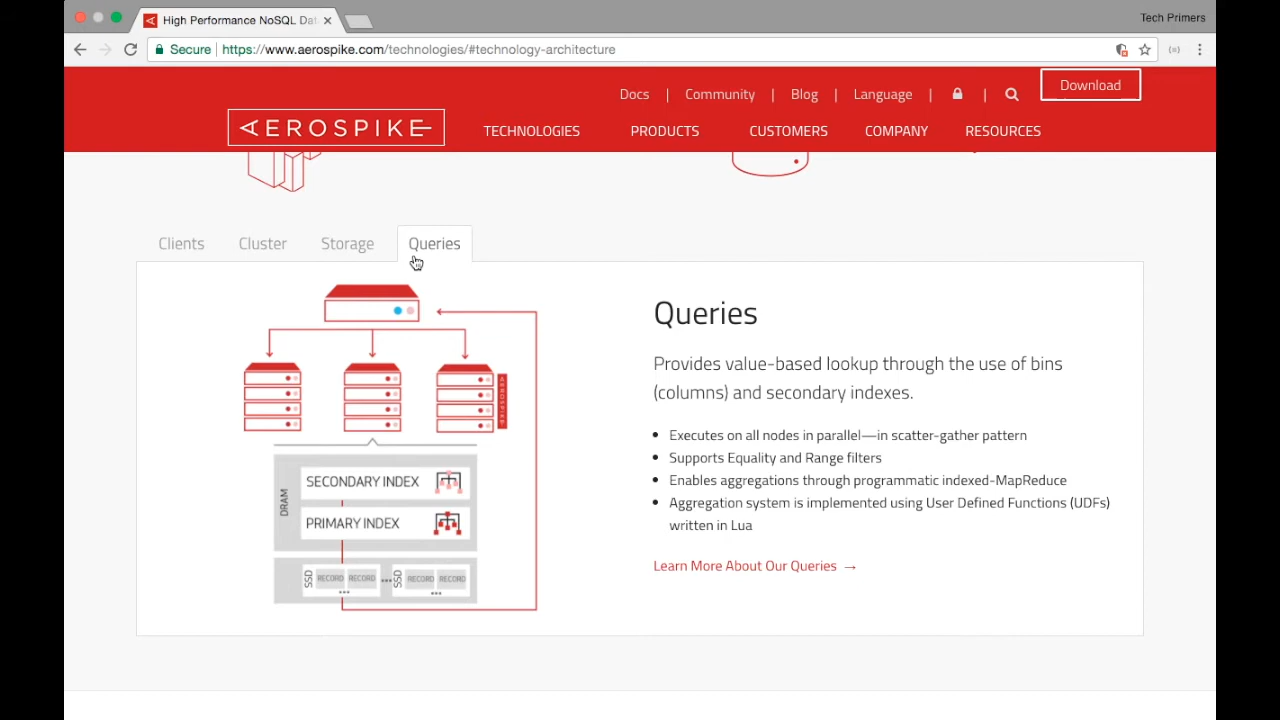 High Performance NoSQL Dat
Tech Primers
Secure https://www.aerospike.com/technologies/#technology-architecture
Docs | Community | Blog | Language | | Download
AEROSPIKE TECHNOLOGIES PRODUCTS CUSTOMERS COMPANY RESOURCES
Clients Cluster Storage Queries
Queries
Provides value-based lookup through the use of bins
(columns) and secondary indexes.
Executes on all nodes in parallel—in scatter-gather pattern
Supports Equality and Range filters
Enables aggregations through programmatic indexed-MapReduce
Aggregation system is implemented using User Defined Functions (UDFs)
written in Lua
Learn More About Our Queries →
AEROSPIKE
DRAM
SECONDARY INDEX
PRIMARY INDEX
SSD RECORD RECORD ••• SSD RECORD RECORD
••• •••